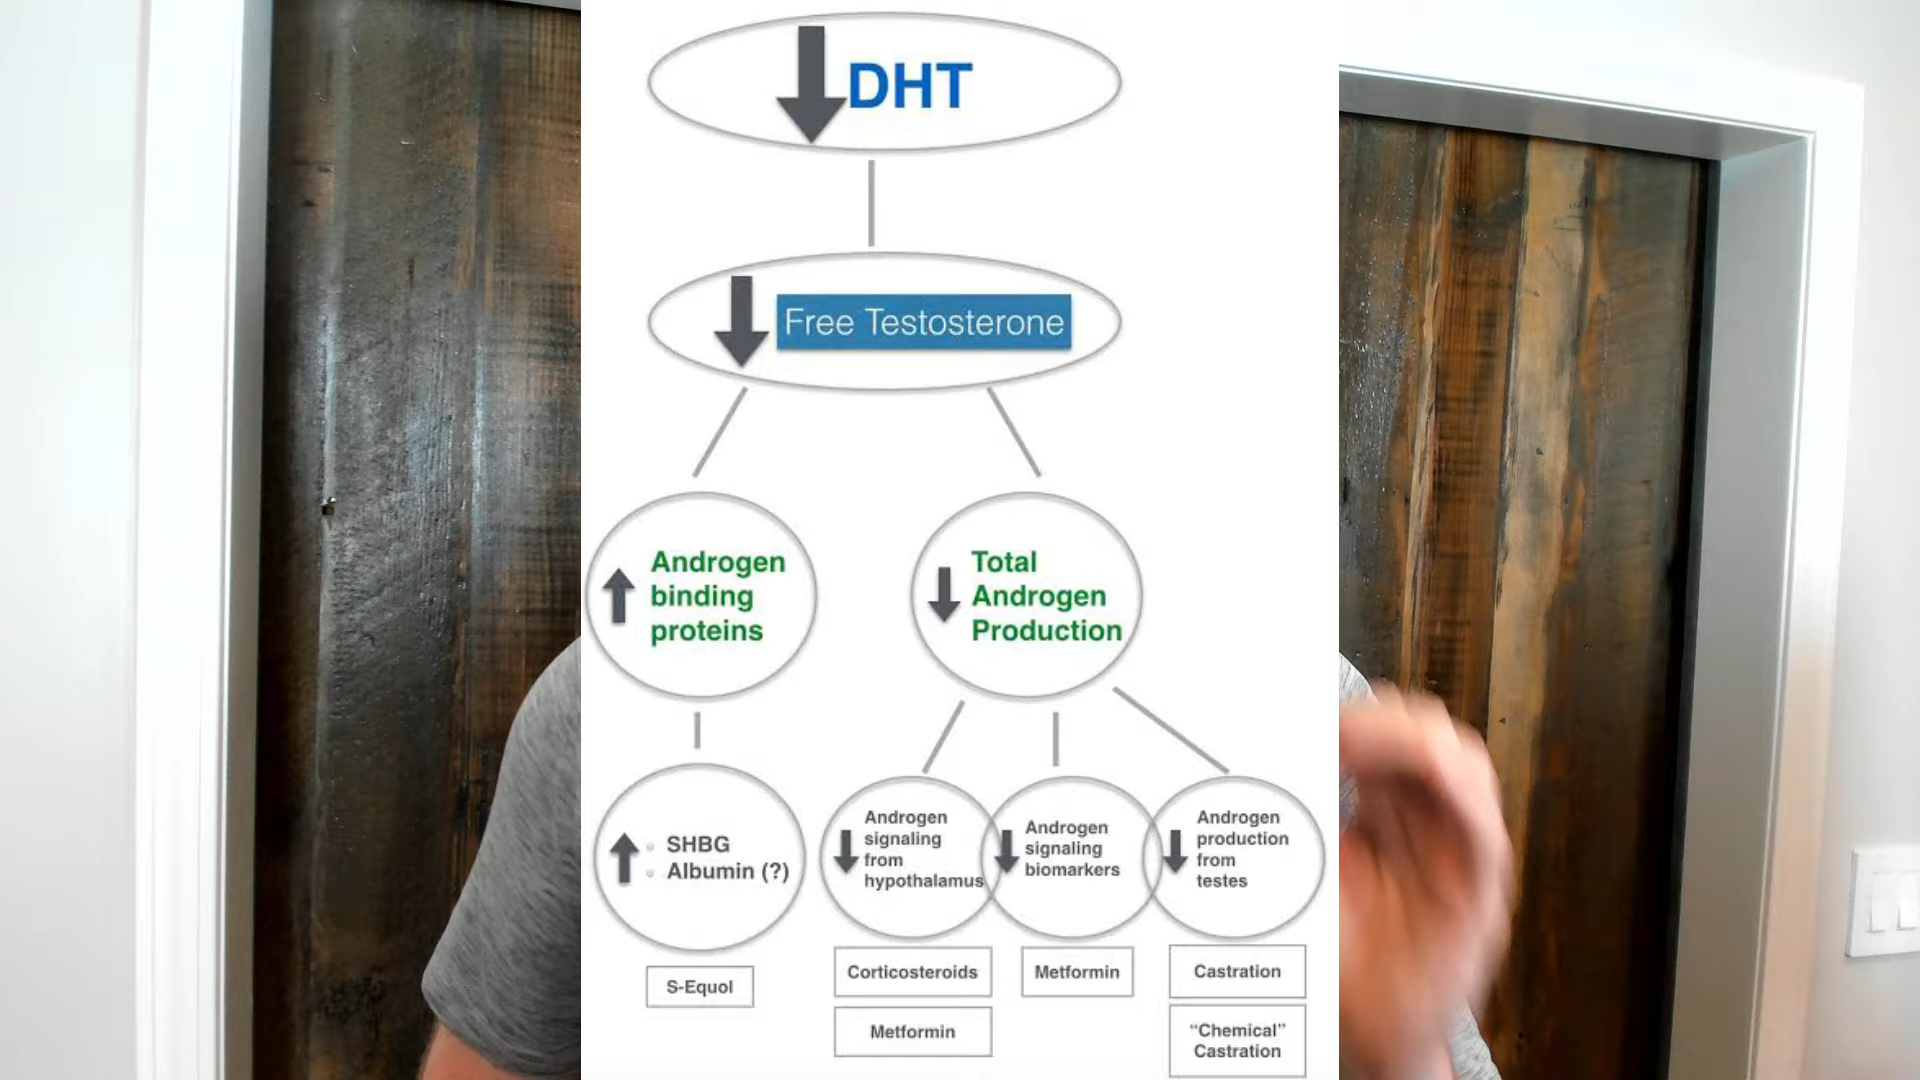 DHT
Free Testosterone
Androgen
binding
proteins
Total
Androgen
Production
SHBG
Albumin (?)
Androgen
signaling
from
hypothalamus
Androgen
signaling
biomarkers
Androgen
production
from
testes
S-Equol
Corticosteroids
Metformin
Metformin
Castration
“Chemical”
Castration